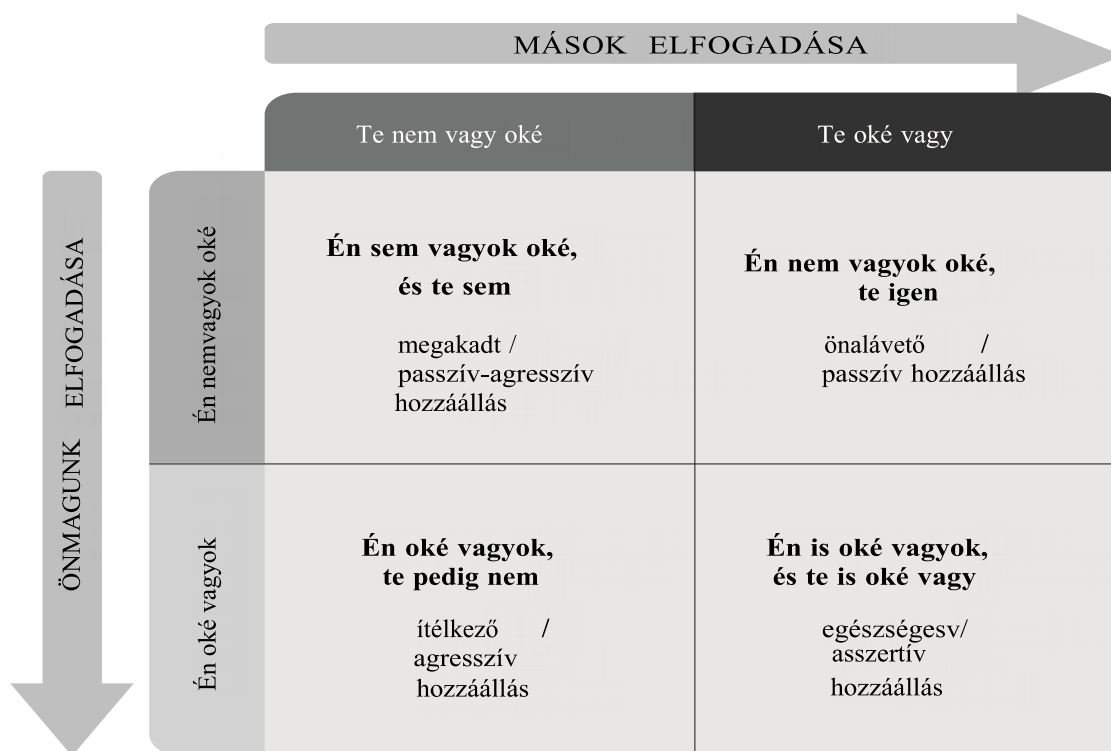 MÁSOK ELFOGADÁSA
Te nem vagy oké
Te oké vagy
ÖNMAGUNK ELFOGADÁSA
Én nemvagyok oké
Én sem vagyok oké,
és te sem
megakadt /
passzív-agresszív
hozzáállás
Én nem vagyok oké,
te igen
önalávető /
passzív hozzáállás
Én oké vagyok
Én oké vagyok,
te pedig nem
ítélkező /
agresszív
hozzáállás
Én is oké vagyok,
és te is oké vagy
egészségesv/
asszertív
hozzáállás